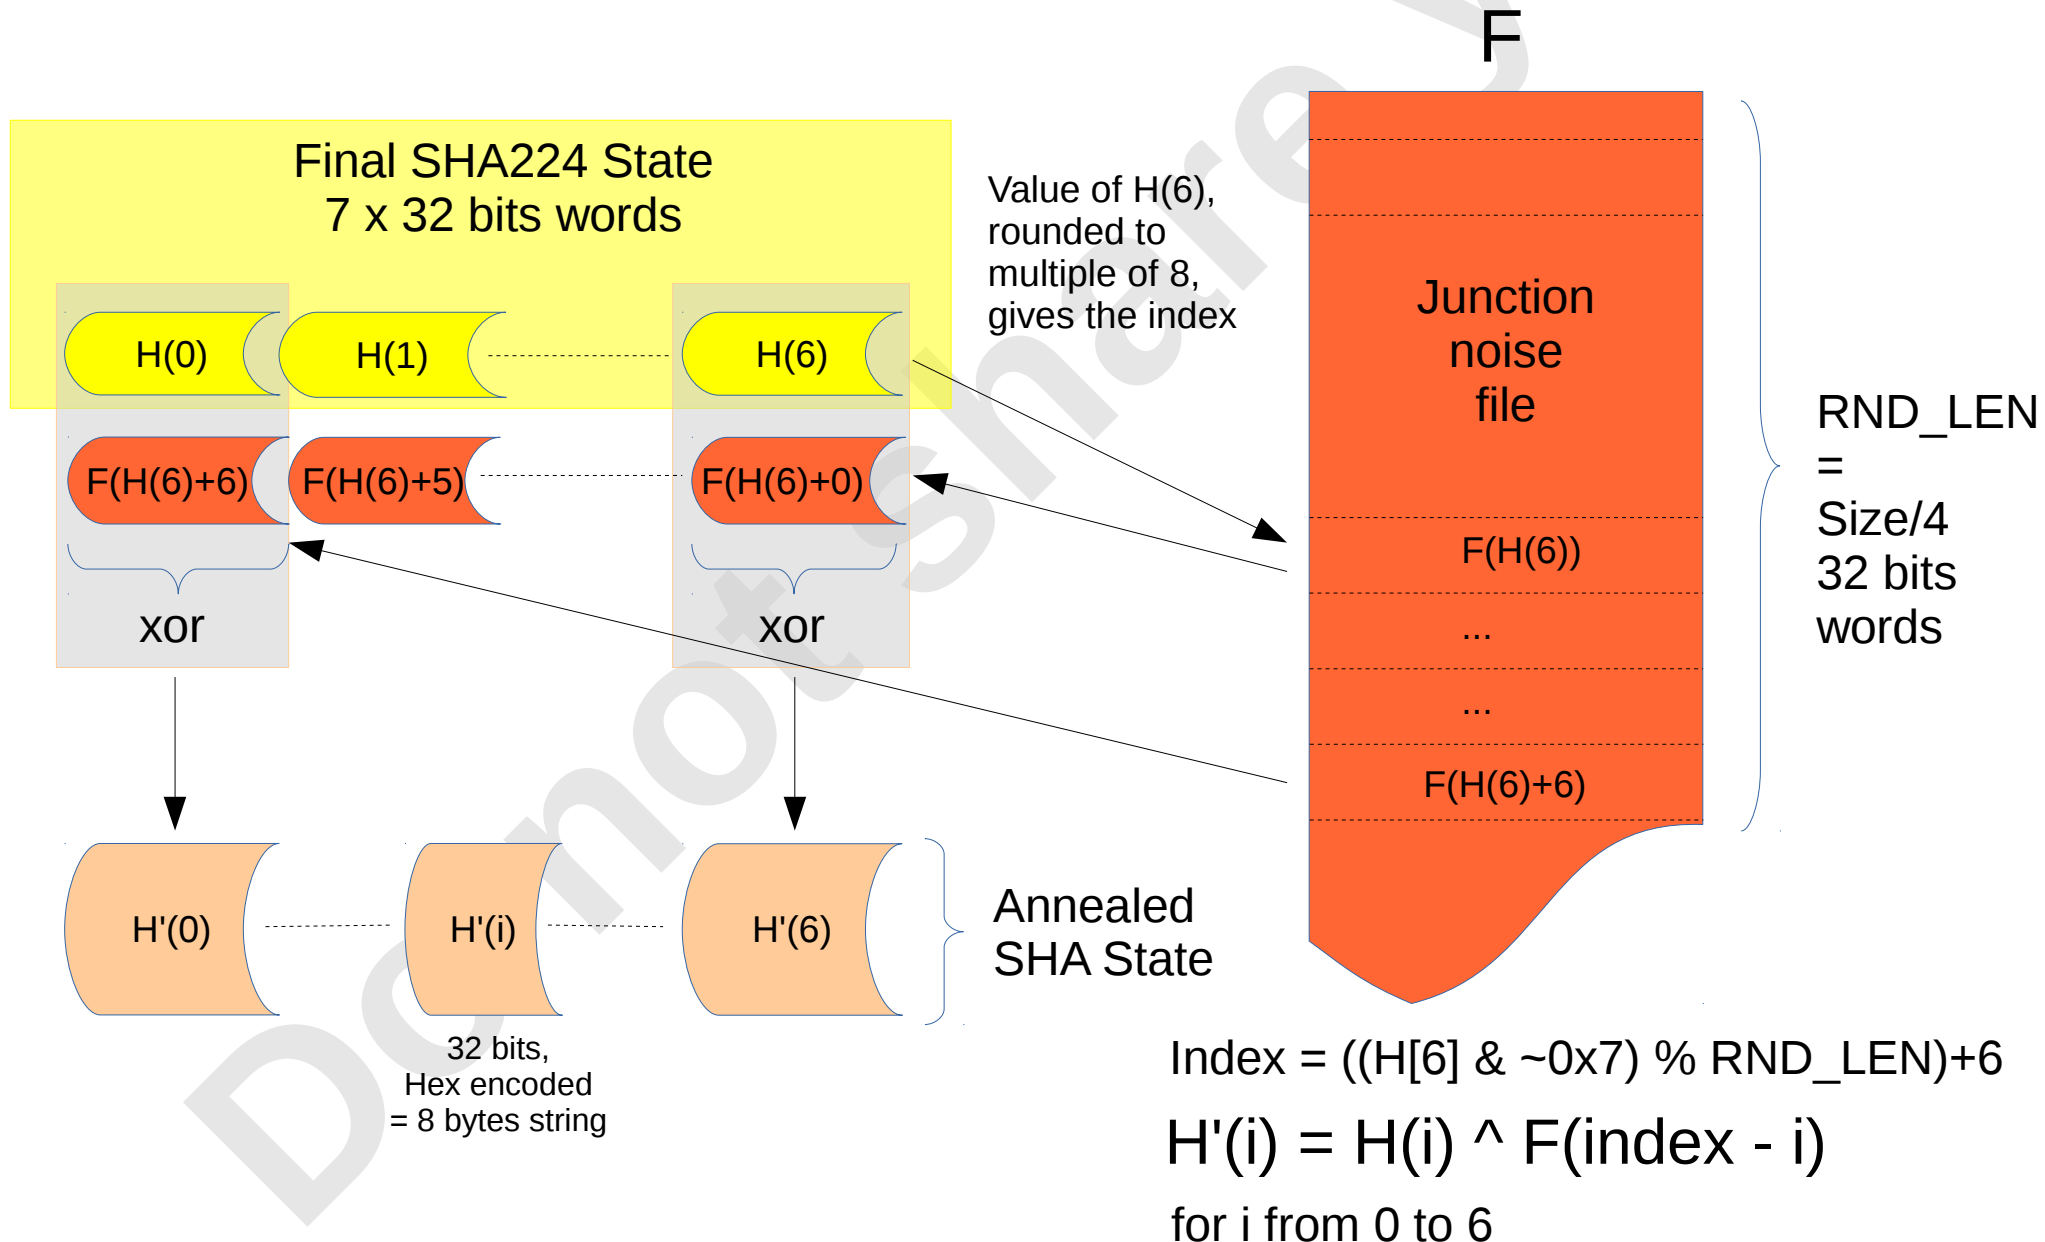 F
Final SHA224 State
7 x 32 bits words
Value of H(6),
rounded to
multiple of 8,
gives the index
H(0)
H(1)
H(6)
Junction
noise
file
F(H(6)+6)
F(H(6)+5)
F(H(6)+0)
RND_LEN
=
Size/4
32 bits
words
F(H(6))
...
...
F(H(6)+6)
xor
xor
H'(0)
H'(i)
H'(6)
Annealed
SHA State
32 bits,
Hex encoded
= 8 bytes string
Index = ((H[6] & ~0x7) % RND_LEN)+6
H'(i) = H(i) ^ F(index - i)
for i from 0 to 6
Do not share y